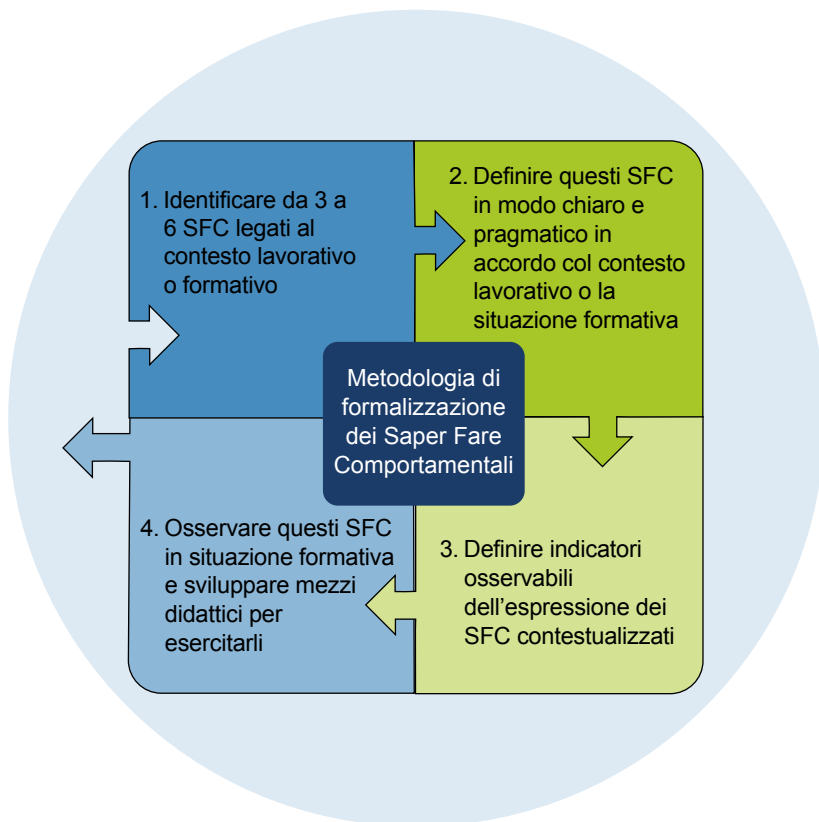 1. Identificare da 3 a
6 SFC legati al
contesto lavorativo
o formativo
2. Definire questi SFC
in modo chiaro e
pragmatico in
accordo col contesto
lavorativo o la
situazione formativa
Metodologia di
formalizzazione
dei Saper Fare
Comportamentali
3. Definire indicatori
osservabili
dell’espressione dei
SFC contestualizzati
4. Osservare questi SFC
in situazione formativa
e sviluppare mezzi
didattici per
esercitarli